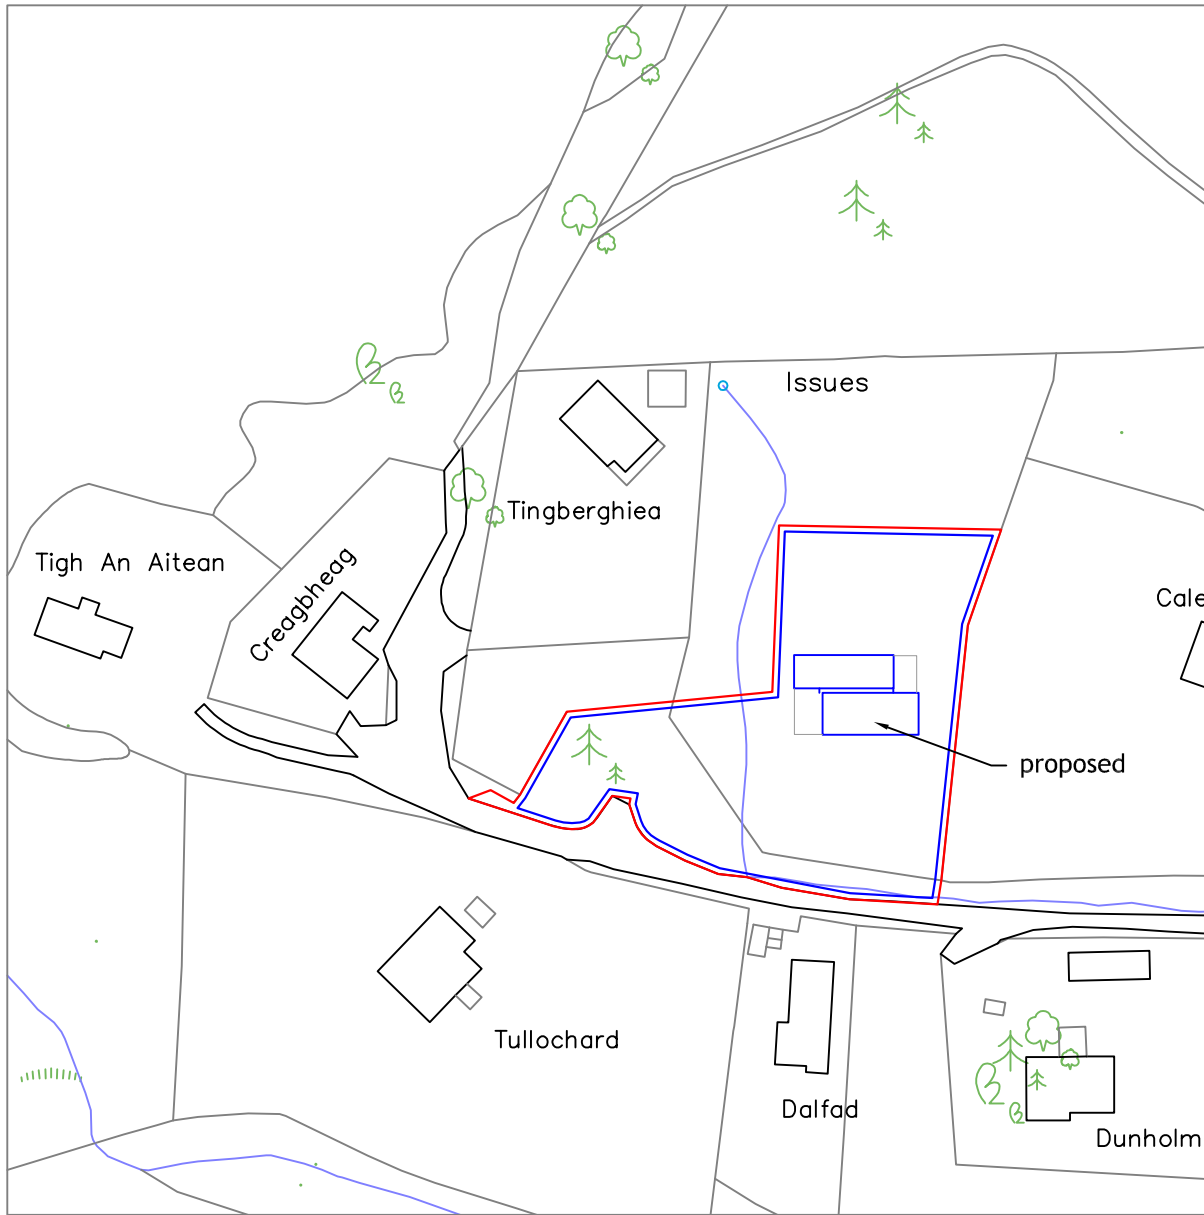 Issues
Tingberghiea
Tigh An Aitean
Creagbheag
Cale
proposed
Tullochard
Dalfad
Dunholm